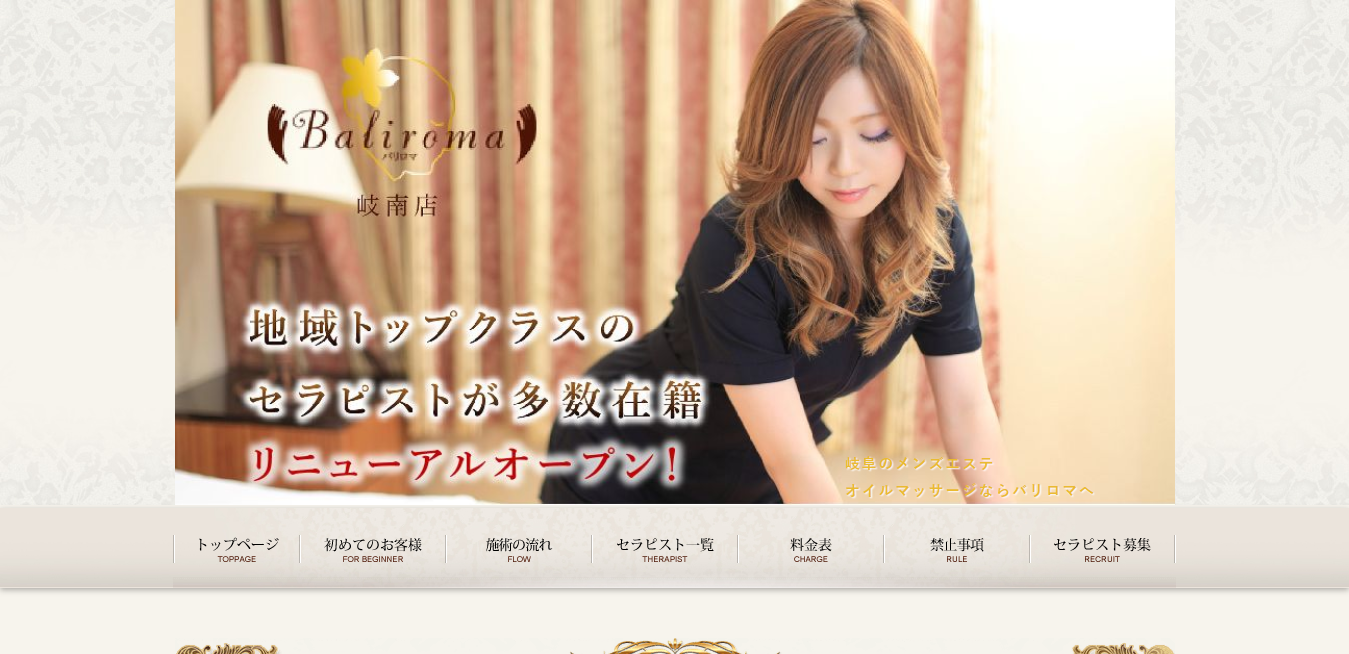 Baliroma
バリロマ
岐南店
地域トップクラスの
セラピストが多数在籍
リニューアルオープン!
岐阜のメンズエステ
オイルマッサージならバリロマへ
トップページ
TOPPAGE
初めてのお客様
FOR BEGINNER
施術の流れ
FLOW
セラピスト一覧
THERAPIST
料金表
CHARGE
禁止事項
RULE
セラピスト募集
RECRUIT